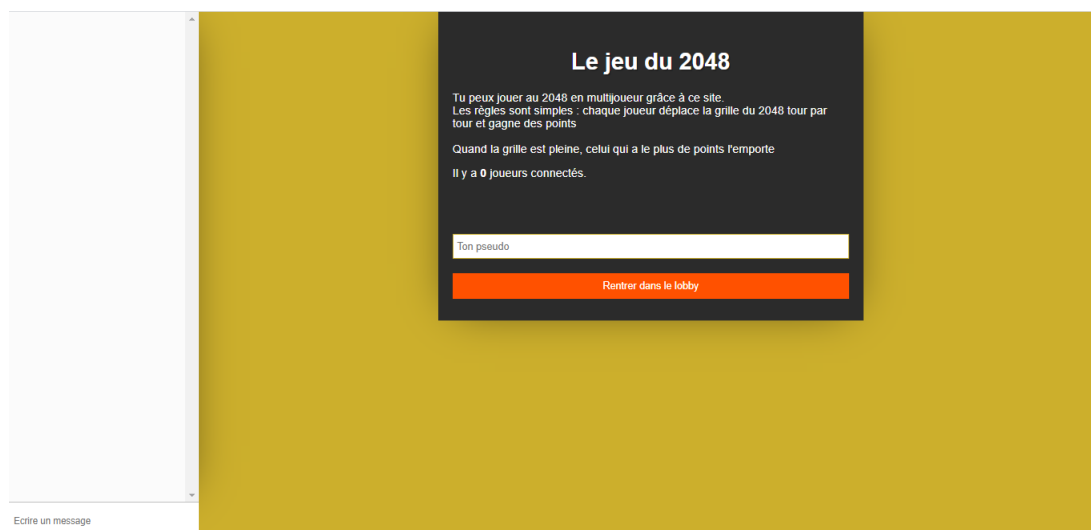 Le jeu du 2048
Tu peux jouer au 2048 en multijoueur grâce à ce site.
Les règles sont simples : chaque joueur déplace la grille du 2048 tour par
tour et gagne des points
Quand la grille est pleine, celui qui a le plus de points l'emporte
Il y a 0 joueurs connectés.
Ton pseudo
Rentrer dans le lobby
Ecrire un message